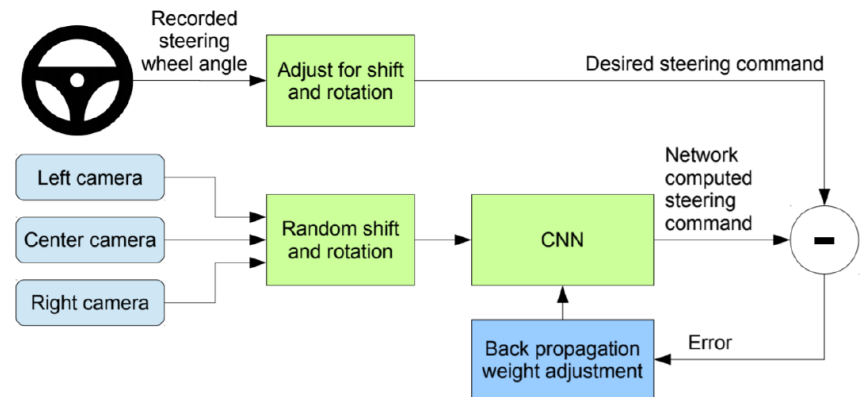 Recorded
steering
wheel angle
Adjust for shift
and rotation
Desired steering command
Left camera
Center camera
Right camera
Random shift
and rotation
CNN
Network
computed
steering
command
-
Back propagation
weight adjustment
Error